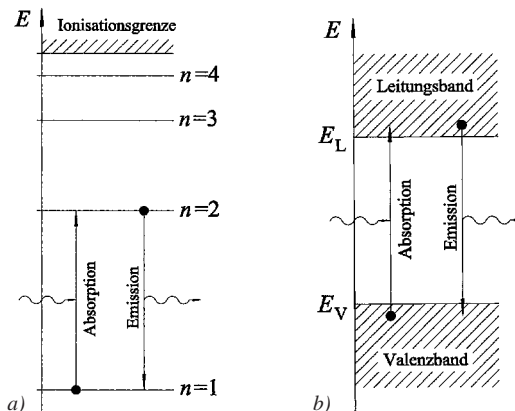 E
Ionisationsgrenze
n=4
n=3
n=2
Absorption
Emission
n=1
a)
E
Leitungsband
E_L
Absorption
Emission
E_V
Valenzband
b)